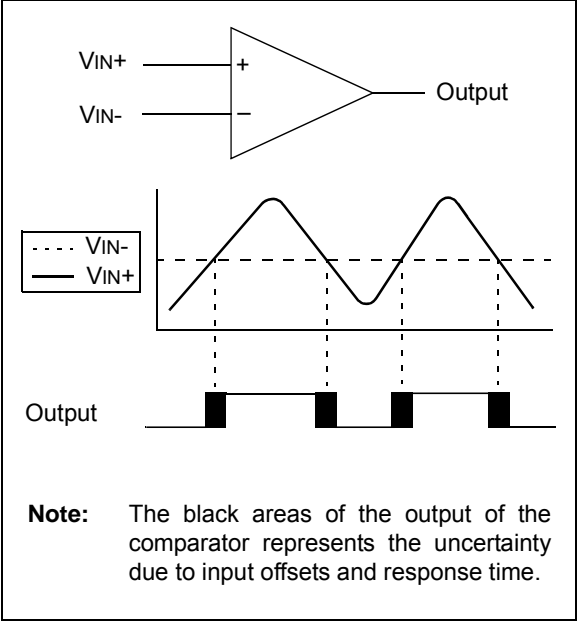 VIN+
+
Output
VIN-
–
VIN-
VIN+
Output
Note: The black areas of the output of the
comparator represents the uncertainty
due to input offsets and response time.